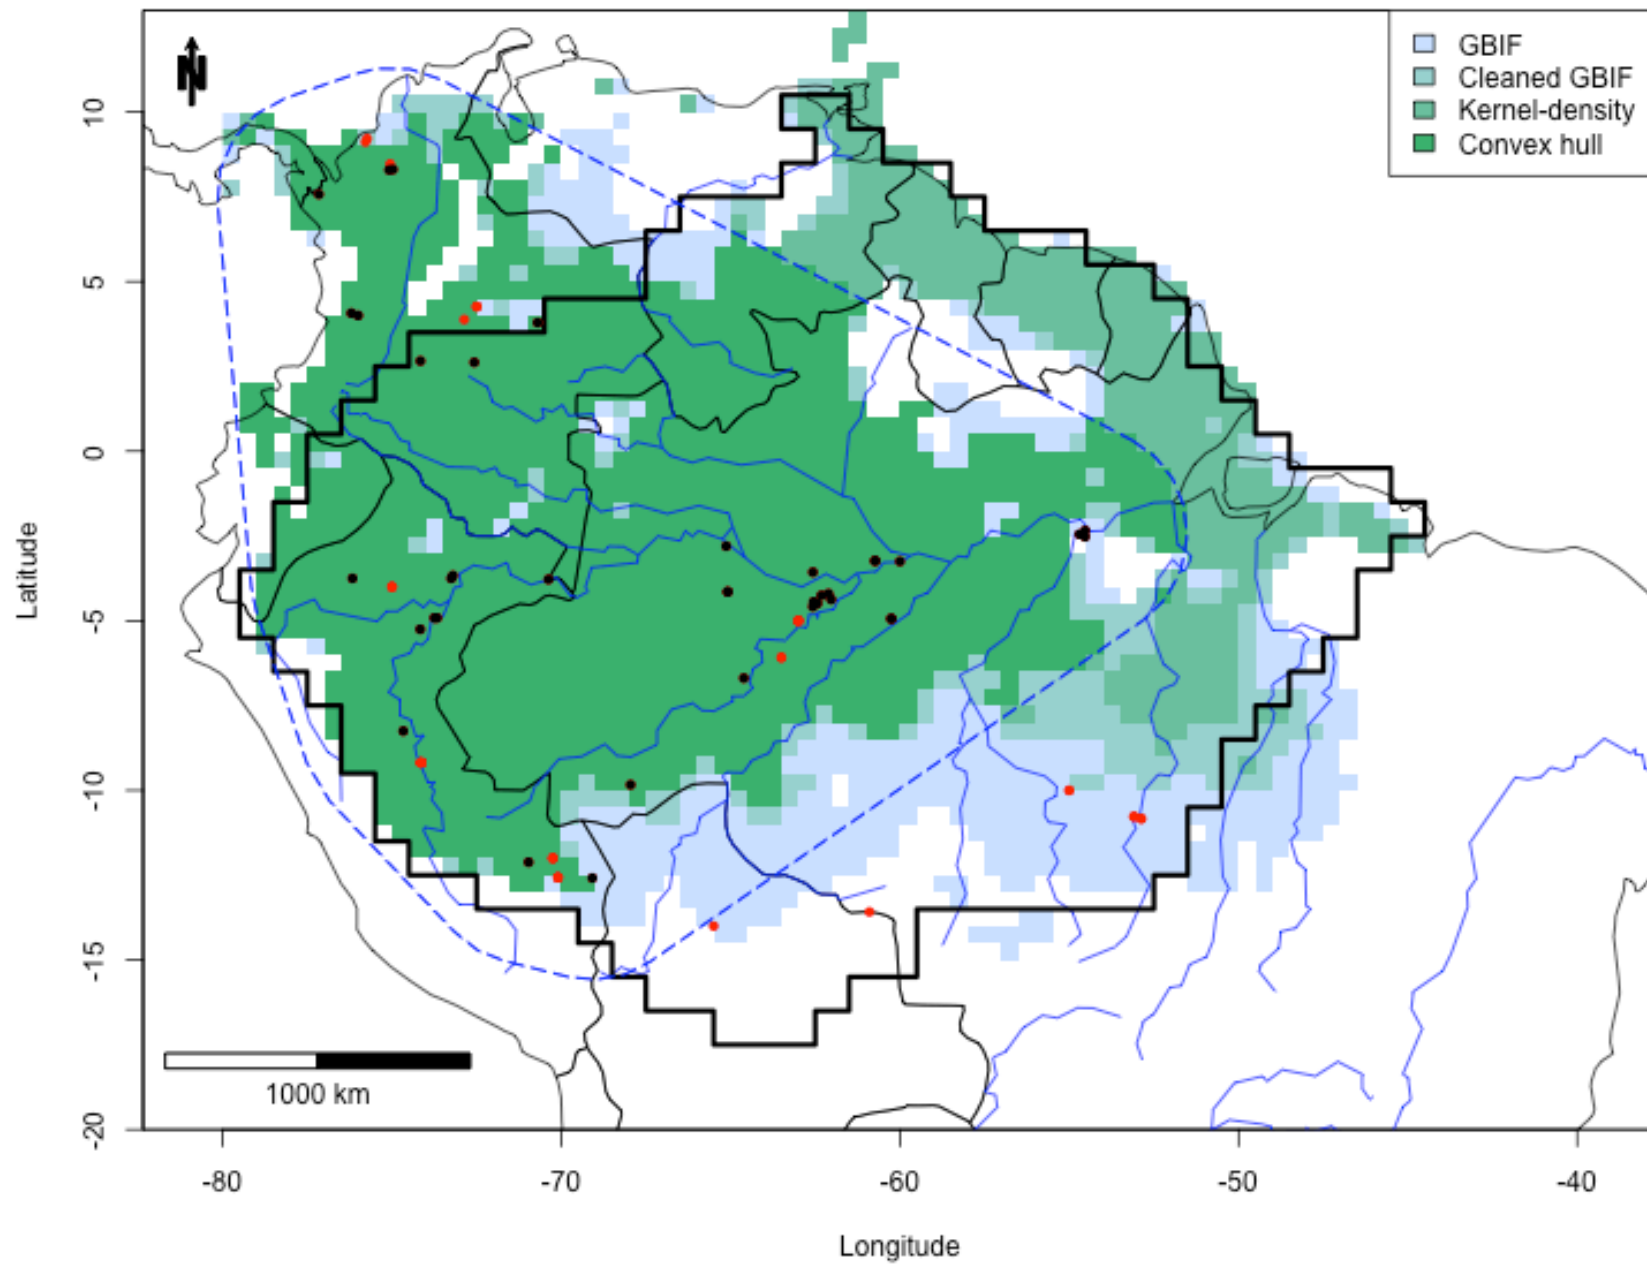 N
GBIF
Cleaned GBIF
Kernel-density
Convex hull
10
5
0
-5
-10
-15
-20
Latitude
1000 km
-80 -70 -60 -50 -40
Longitude